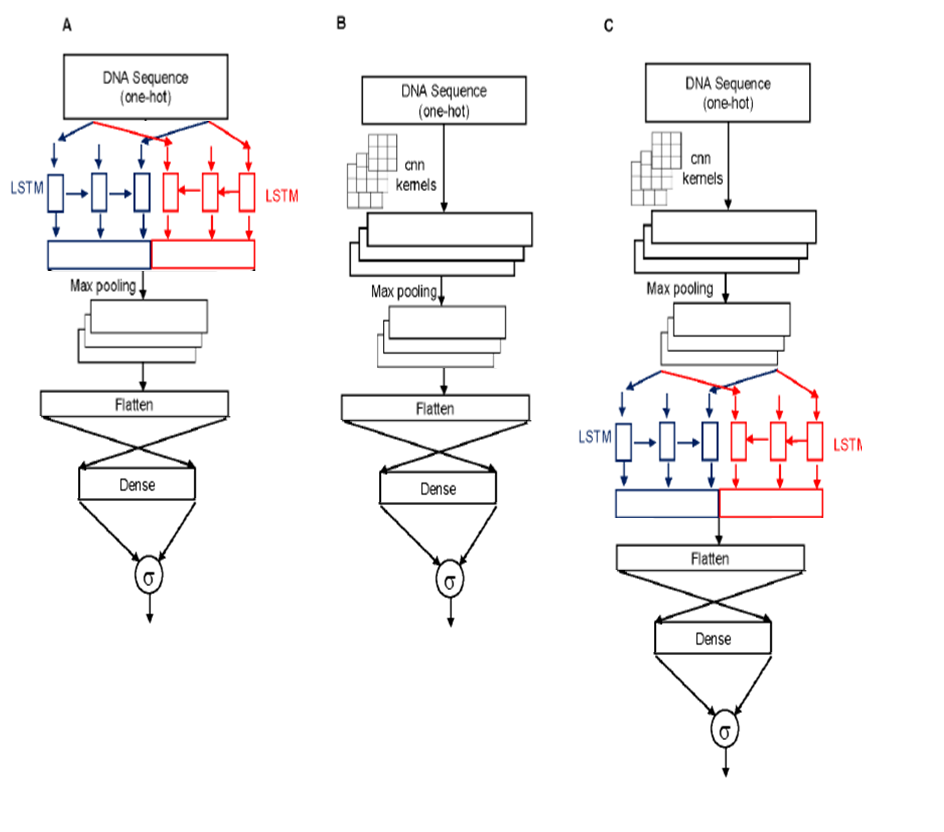 A
DNA Sequence
(one-hot)
LSTM
LSTM
Max pooling
Flatten
Dense
σ
B
DNA Sequence
(one-hot)
cnn
kernels
Max pooling
Flatten
Dense
σ
C
DNA Sequence
(one-hot)
cnn
kernels
Max pooling
LSTM
LSTM
Flatten
Dense
σ